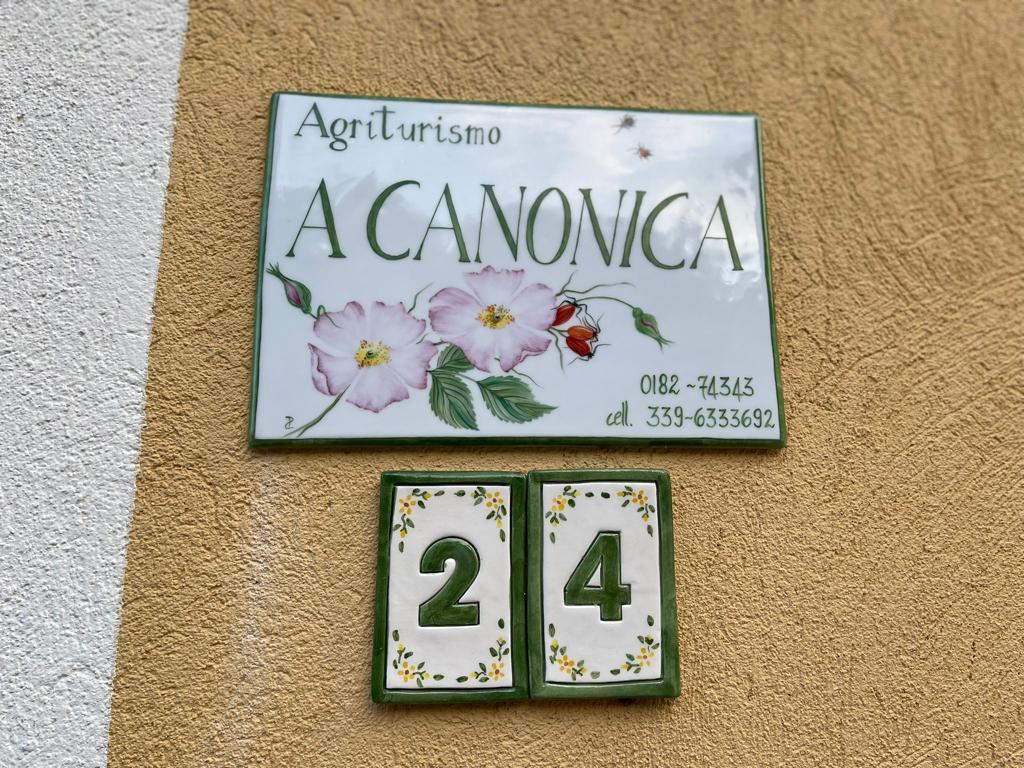 Agriturismo
A CANONICA
0182 ~74343
cell. 339-6333692
24